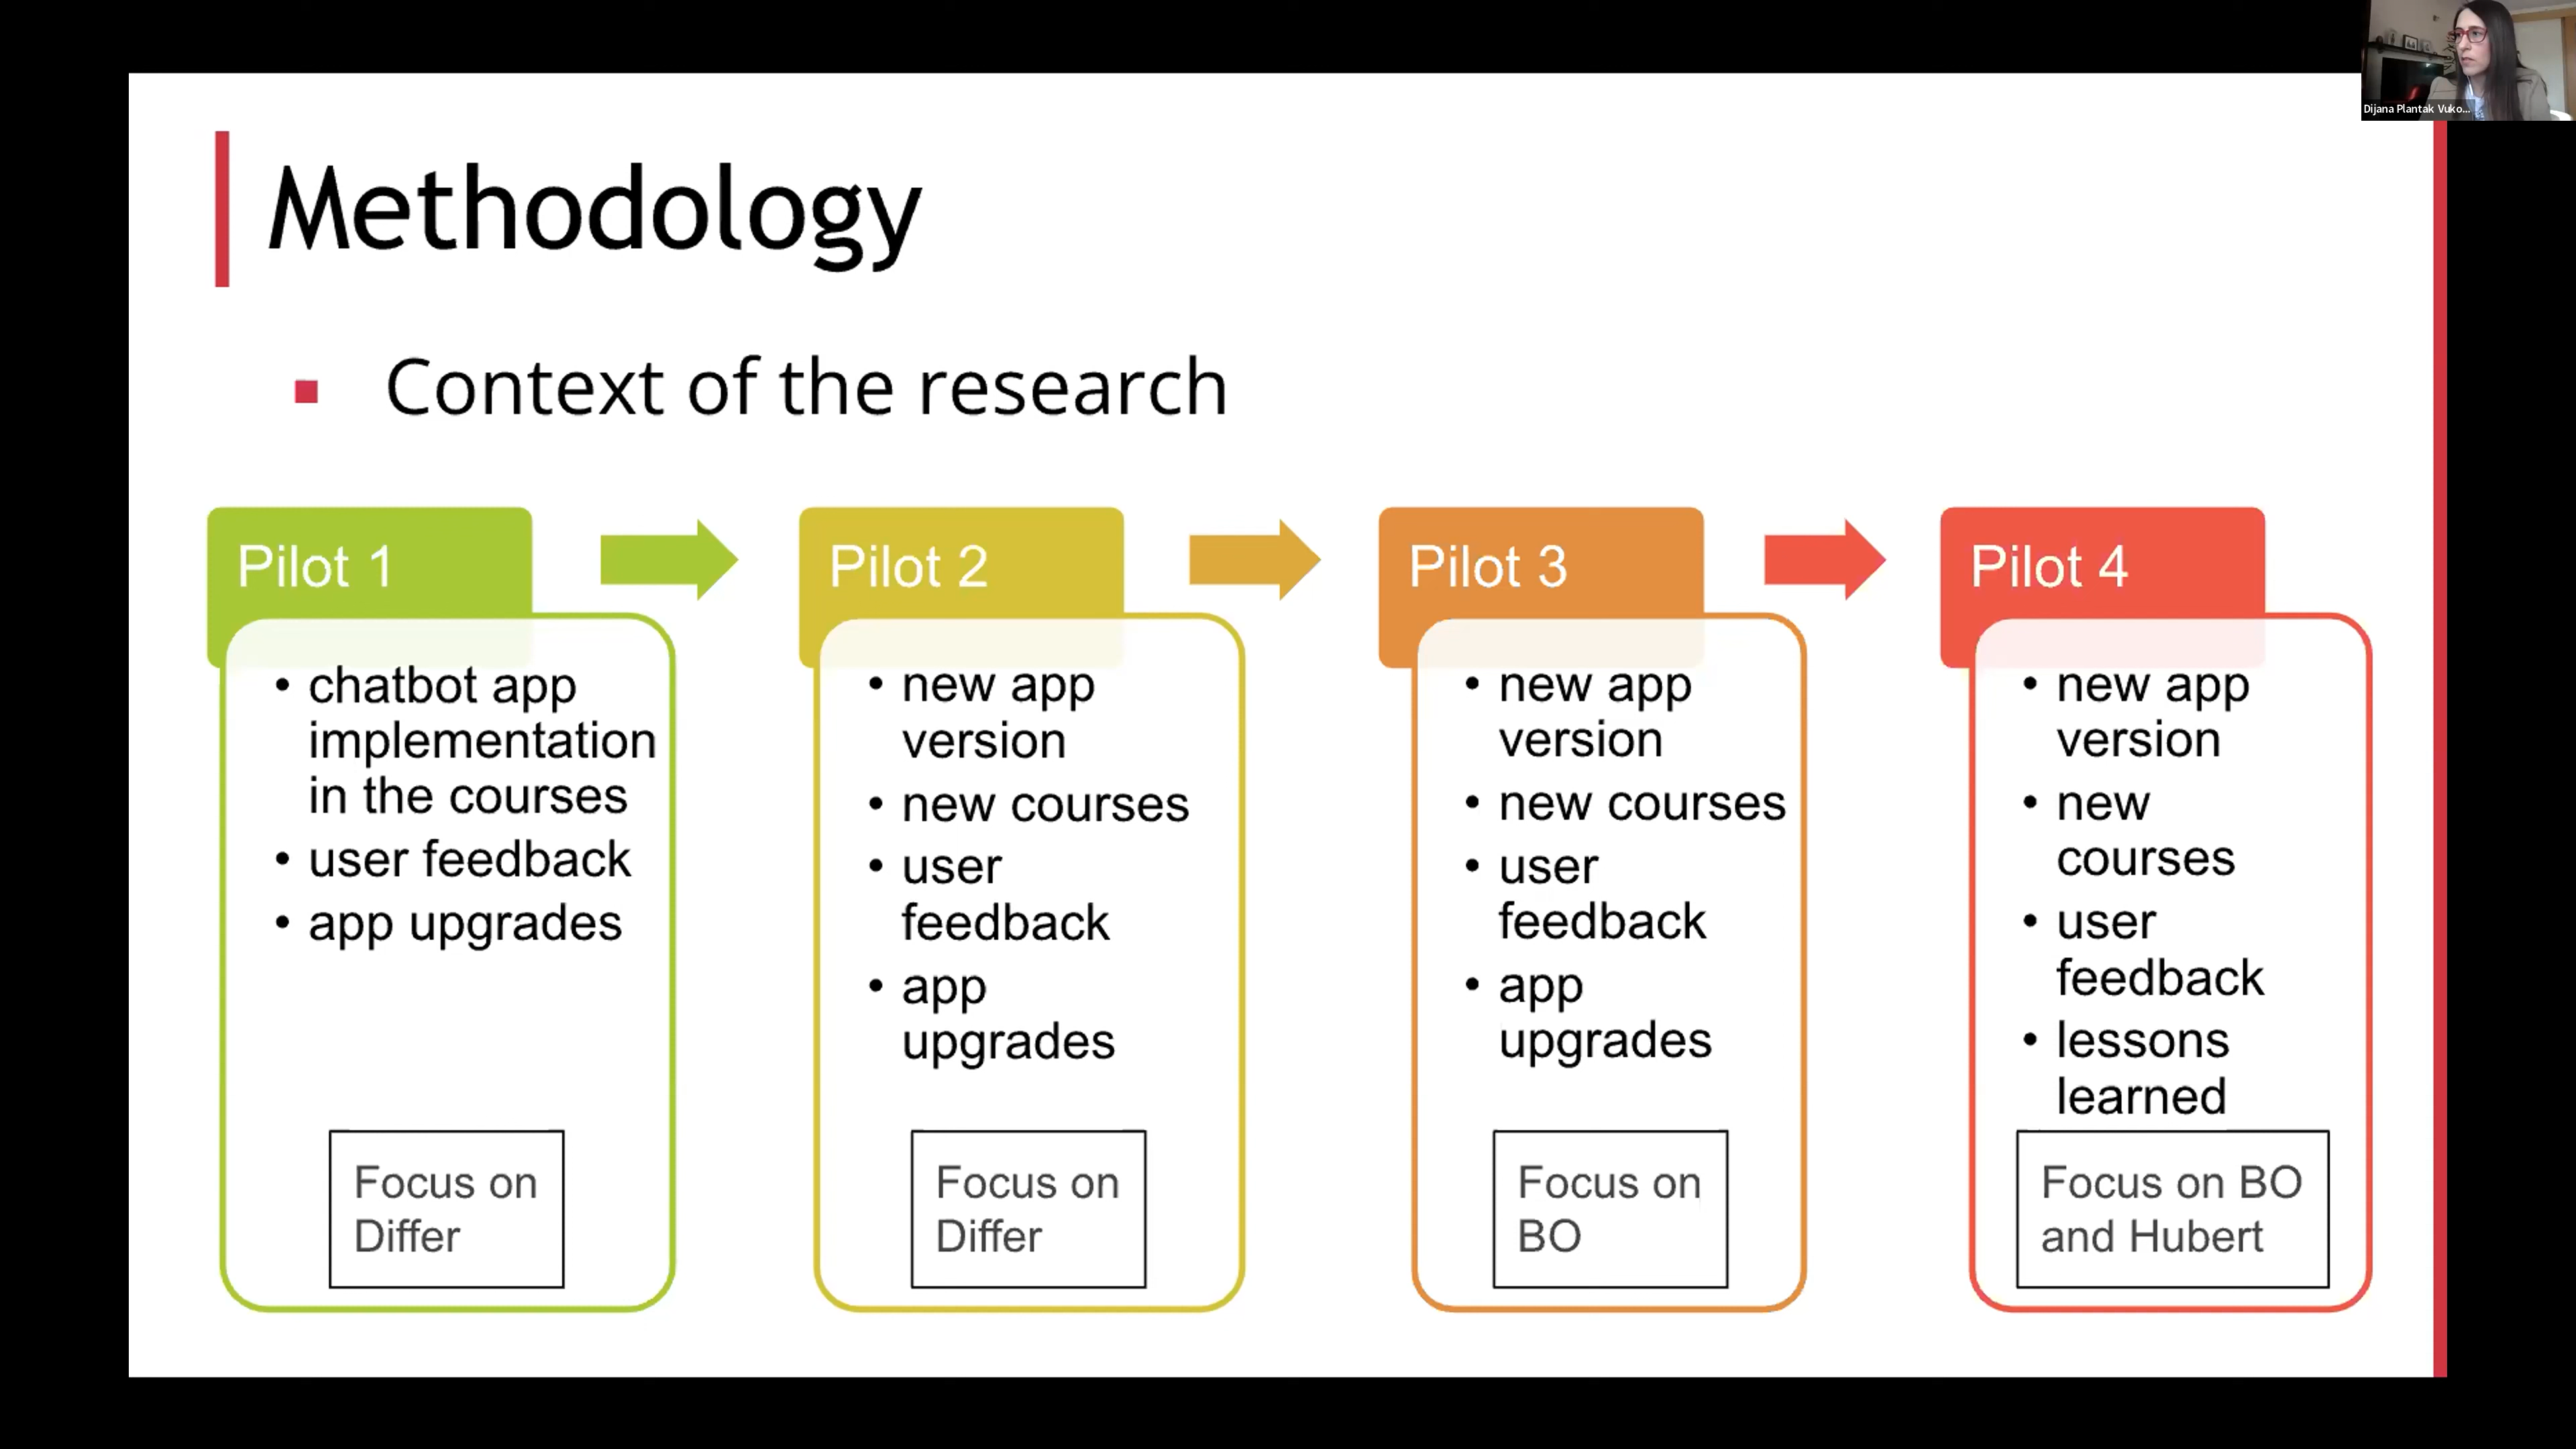 Dijana Plantak Vuko...
Methodology
▪ Context of the research
Pilot 1
• chatbot app
implementation
in the courses
• user feedback
• app upgrades
Focus on
Differ
Pilot 2
• new app
version
• new courses
• user
feedback
• app
upgrades
Focus on
Differ
Pilot 3
• new app
version
• new courses
• user
feedback
• app
upgrades
Focus on
BO
Pilot 4
• new app
version
• new
courses
• user
feedback
• lessons
learned
Focus on BO
and Hubert